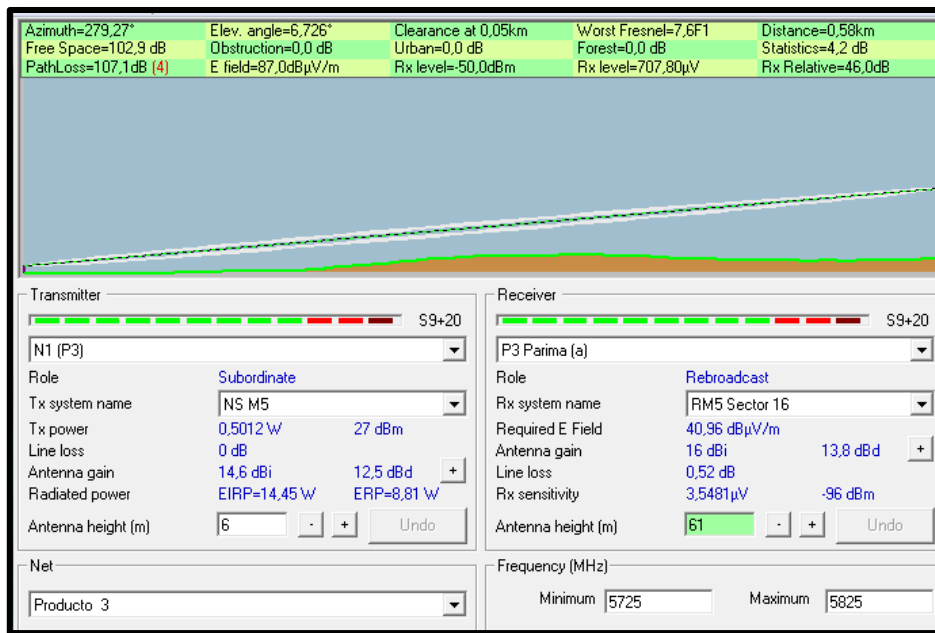 Azimuth=279,27° Elev. angle=6,726° Clearance at 0,05km Worst Fresnel=7,6F1 Distance=0,58km
Free Space=102,9 dB Obstruction=0,0 dB Urban=0,0 dB Forest=0,0 dB Statistics=4,2 dB
PathLoss=107,1dB (4) E field=87,0dBµV/m Rx level=-50,0dBm Rx level=707,80µV Rx Relative=46,0dB
Transmitter
S9+20
N1 (P3)
Role Subordinate
Tx system name NS M5
Tx power 0,5012 W 27 dBm
Line loss 0 dB
Antenna gain 14,6 dBi 12,5 dBd +
Radiated power EIRP=14,45 W ERP=8,81 W
Antenna height (m) 6 - + Undo
Net
Producto 3
Receiver
S9+20
P3 Parima (a)
Role Rebroadcast
Rx system name RM5 Sector 16
Required E Field 40,96 dBµV/m
Antenna gain 16 dBi 13,8 dBd +
Line loss 0,52 dB
Rx sensitivity 3,5481µV -96 dBm
Antenna height (m) 61 - + Undo
Frequency (MHz)
Minimum 5725 Maximum 5825